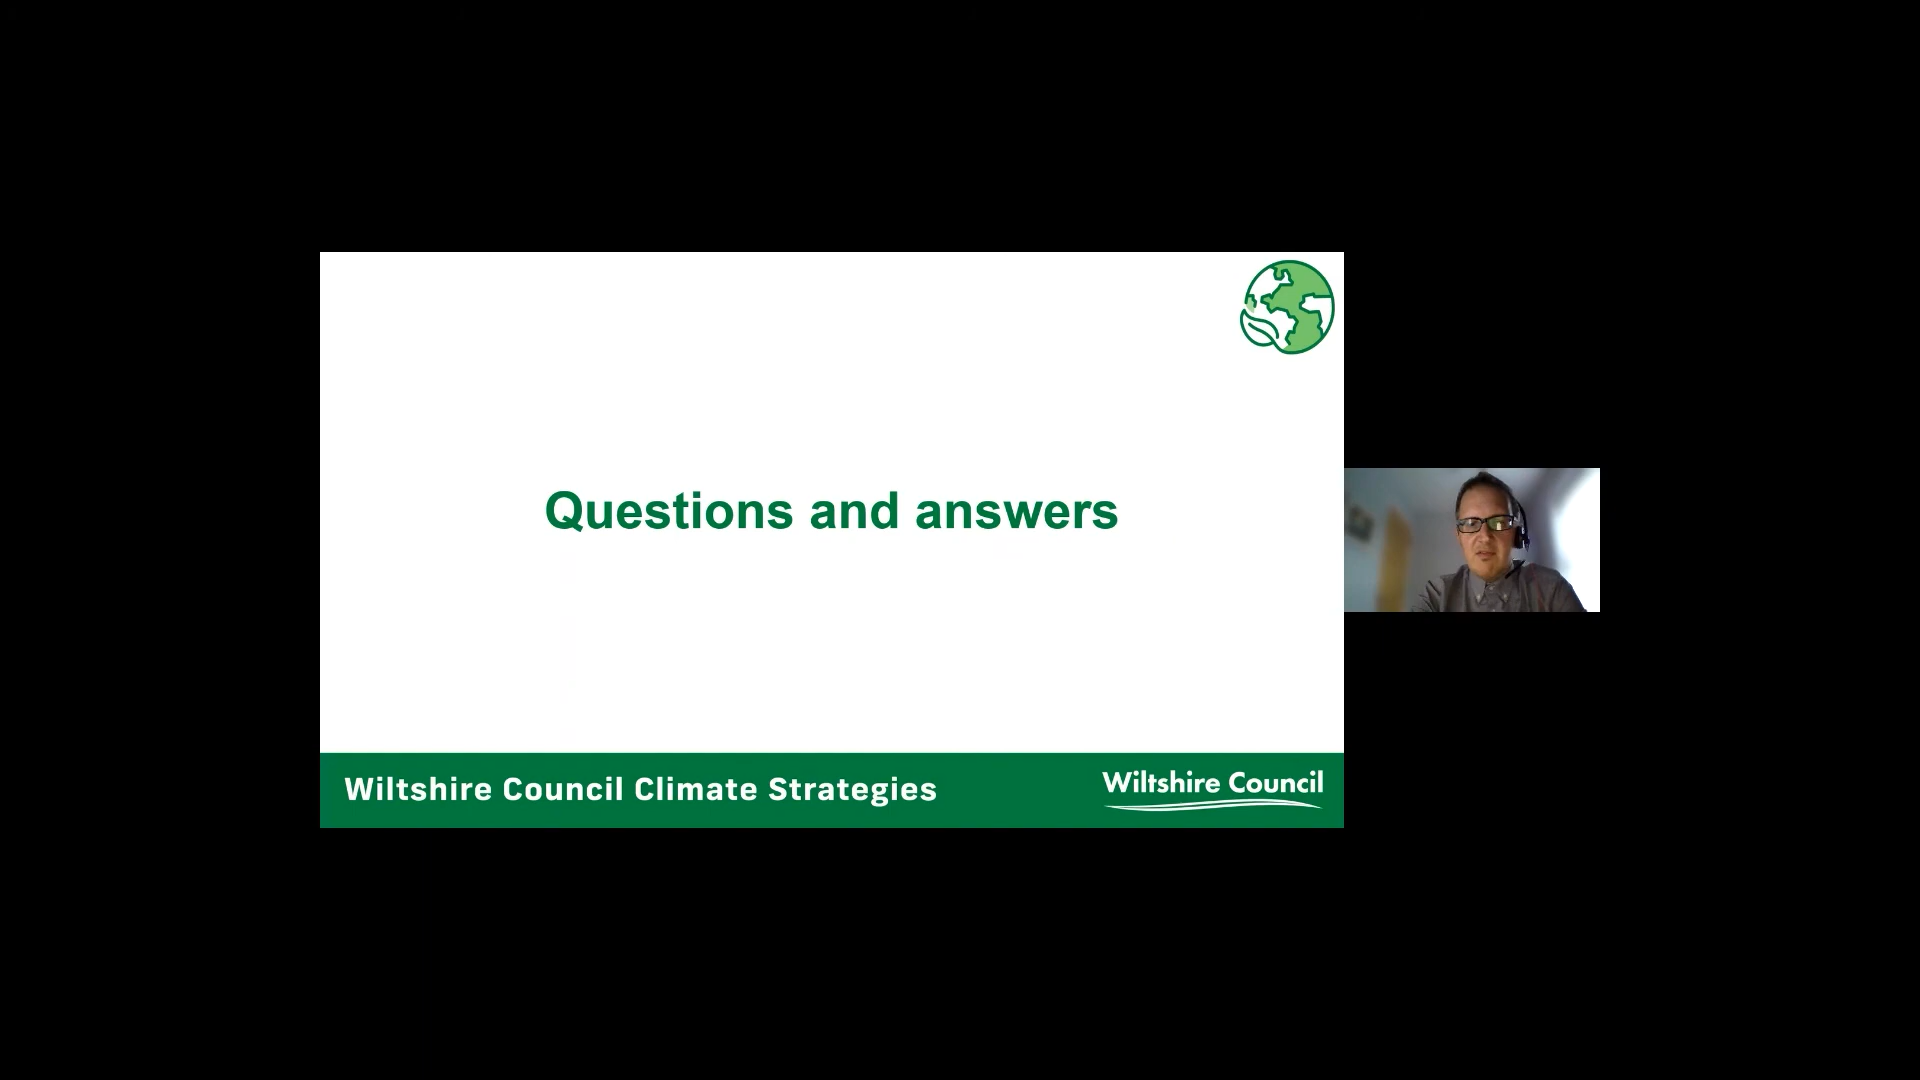 Questions and answers
Wiltshire Council Climate Strategies
Wiltshire Council